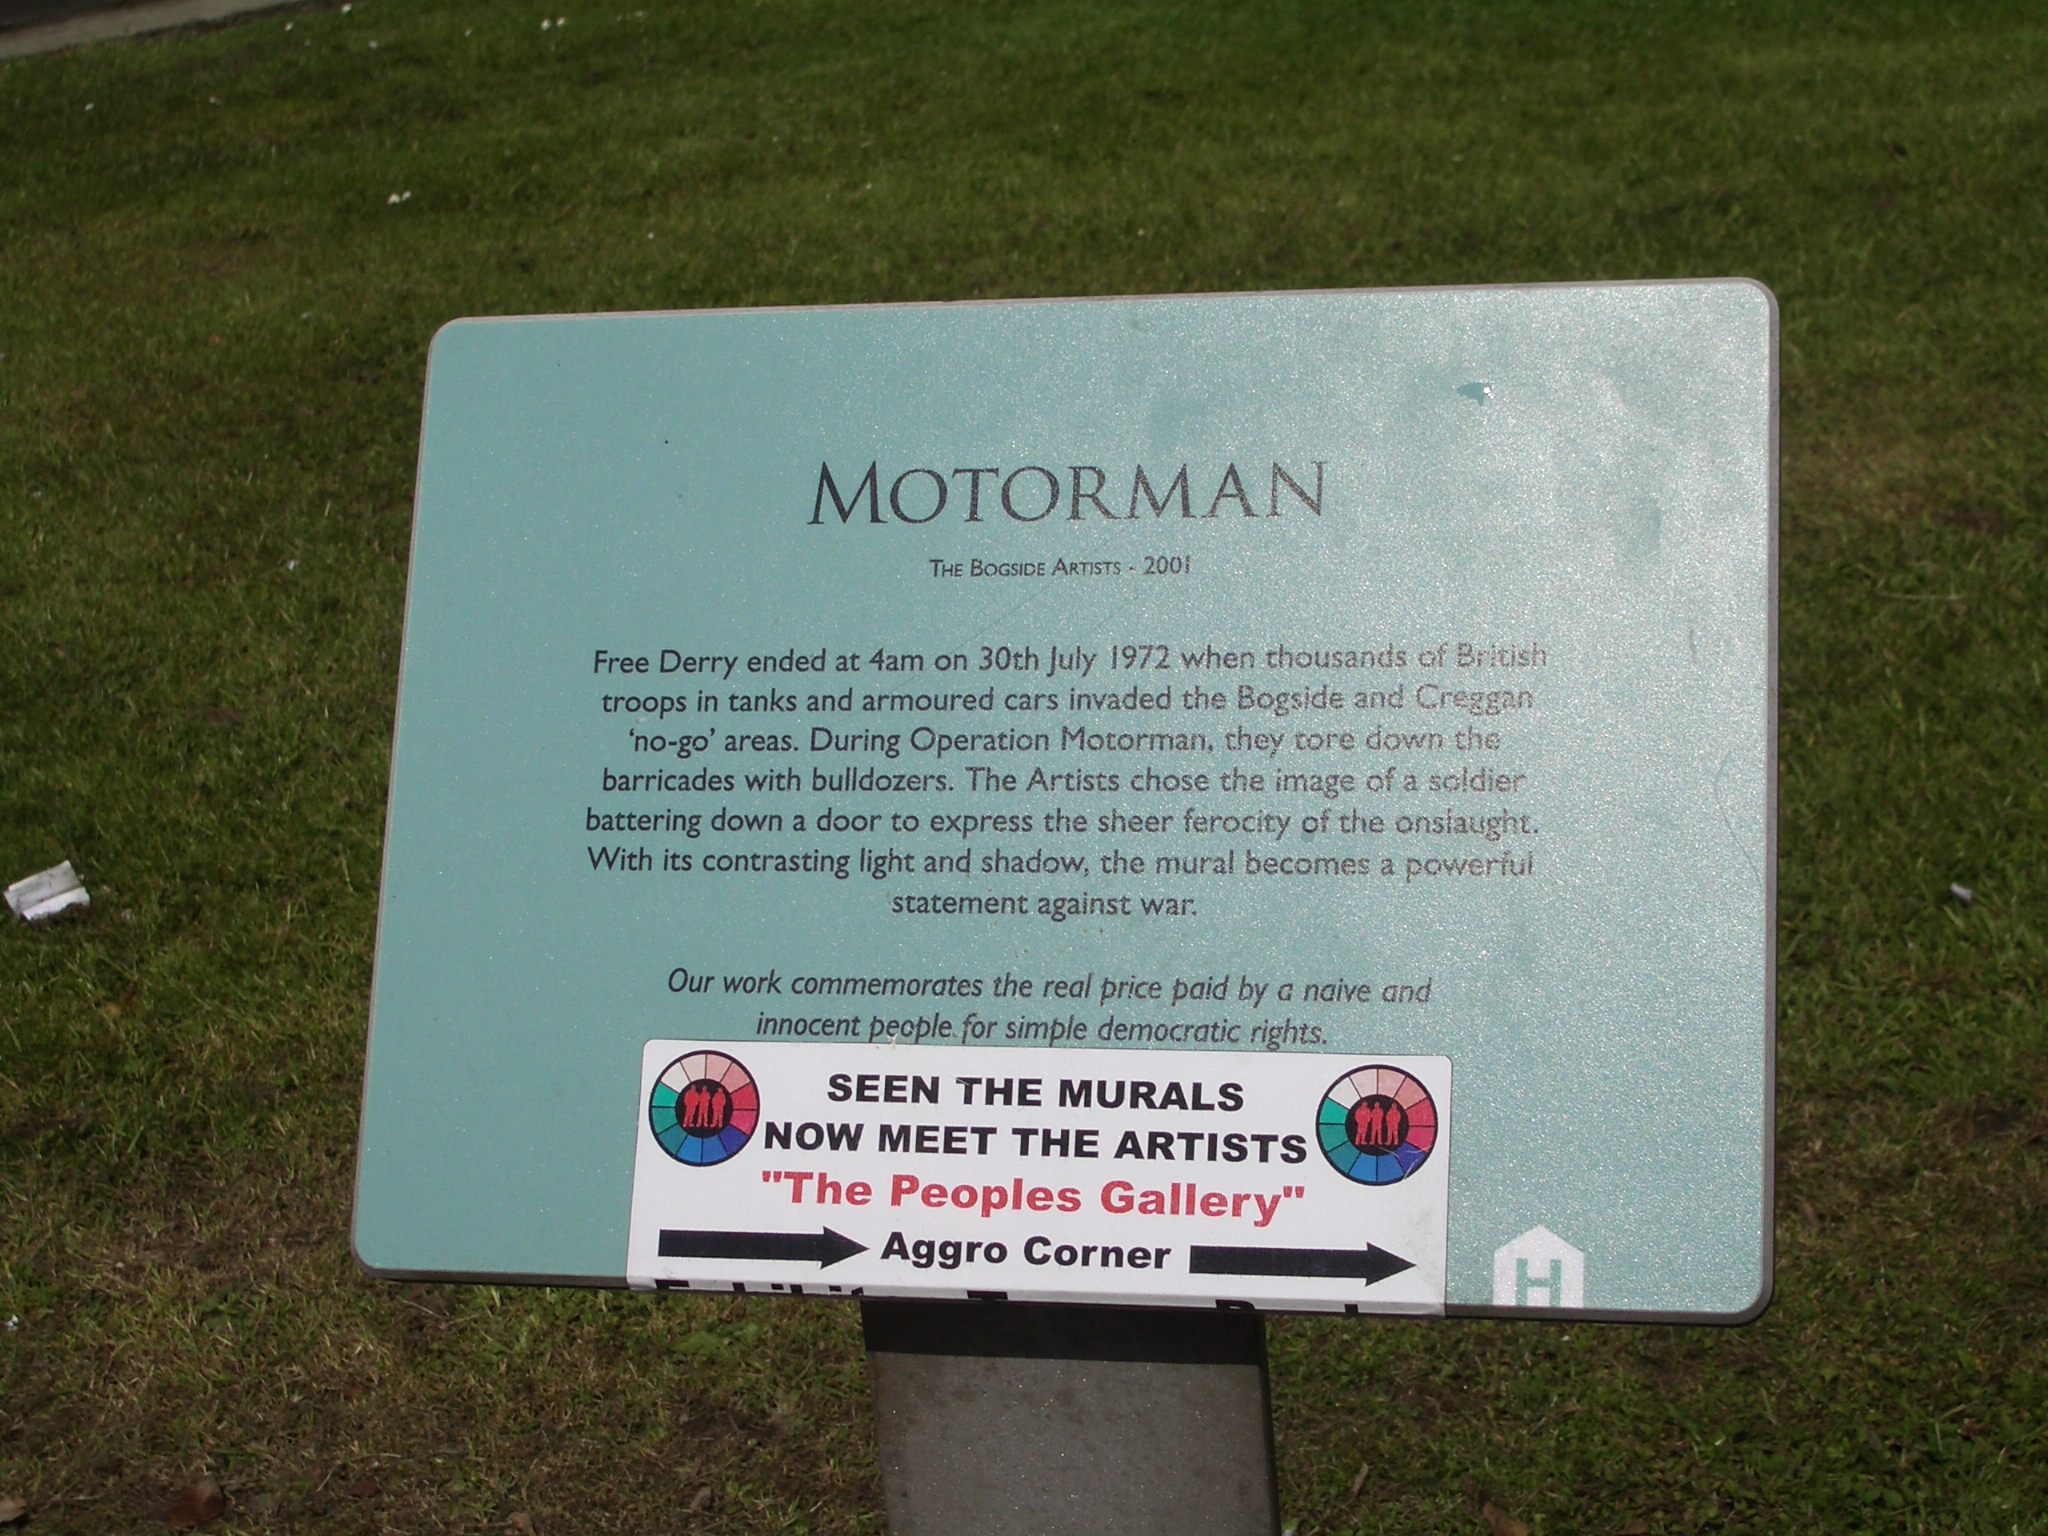 MOTORMAN
THE BOGSIDE ARTISTS - 2001
Free Derry ended at 4am on 30th July 1972 when thousands of British
troops in tanks and armoured cars invaded the Bogside and Creggan
‘no-go’ areas. During Operation Motorman, they tore down the
barricades with bulldozers. The Artists chose the image of a soldier
battering down a door to express the sheer ferocity of the onslaught.
With its contrasting light and shadow, the mural becomes a powerful
statement against war.
Our work commemorates the real price paid by a naive and
innocent people for simple democratic rights.
SEEN THE MURALS
NOW MEET THE ARTISTS
"The Peoples Gallery"
Aggro Corner
H